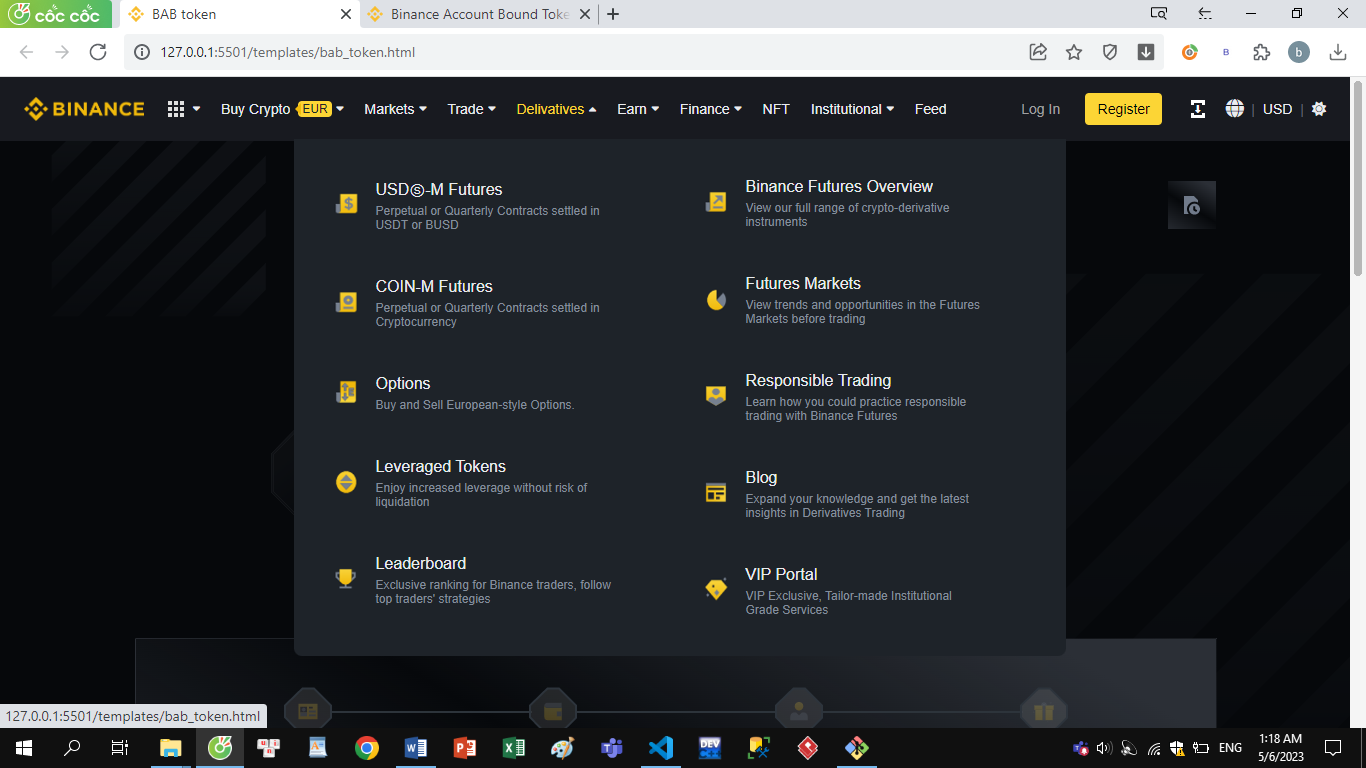 cốc cốc
BAB token
Binance Account Bound Toke
127.0.0.1:5501/templates/bab_token.html
B
b
BINANCE
Buy Crypto EUR
Markets
Trade
Delivatives
Earn
Finance
NFT
Institutional
Feed
Log In
Register
USD
USDⓢ-M Futures
Perpetual or Quarterly Contracts settled in
USDT or BUSD
COIN-M Futures
Perpetual or Quarterly Contracts settled in
Cryptocurrency
Options
Buy and Sell European-style Options.
Leveraged Tokens
Enjoy increased leverage without risk of
liquidation
Leaderboard
Exclusive ranking for Binance traders, follow
top traders' strategies
Binance Futures Overview
View our full range of crypto-derivative
instruments
Futures Markets
View trends and opportunities in the Futures
Markets before trading
Responsible Trading
Learn how you could practice responsible
trading with Binance Futures
Blog
Expand your knowledge and get the latest
insights in Derivatives Trading
VIP Portal
VIP Exclusive, Tailor-made Institutional
Grade Services
127.0.0.1:5501/templates/bab_token.html
DEV
ENG
1:18 AM
5/6/2023